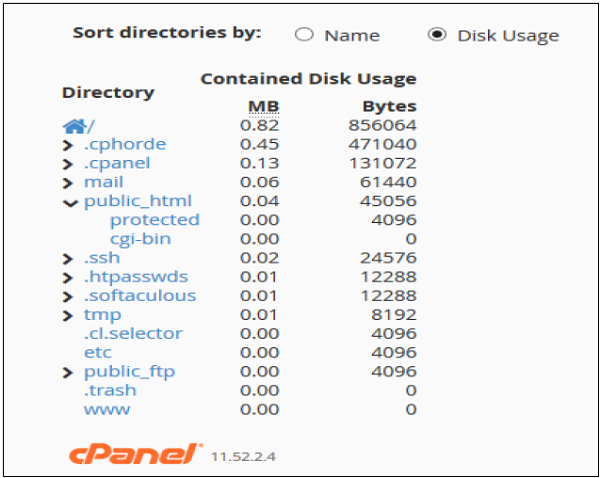 Sort directories by: Name Disk Usage
Contained Disk Usage
Directory
MB Bytes
/ 0.82 856064
.cphorde 0.45 471040
.cpanel 0.13 131072
mail 0.06 61440
public_html 0.04 45056
protected 0.00 4096
cgi-bin 0.00 0
.ssh 0.02 24576
.htpasswds 0.01 12288
.softaculous 0.01 12288
tmp 0.01 8192
.cl.selector 0.00 4096
etc 0.00 4096
public_ftp 0.00 4096
.trash 0.00 0
www 0.00 0
cPanel® 11.52.2.4